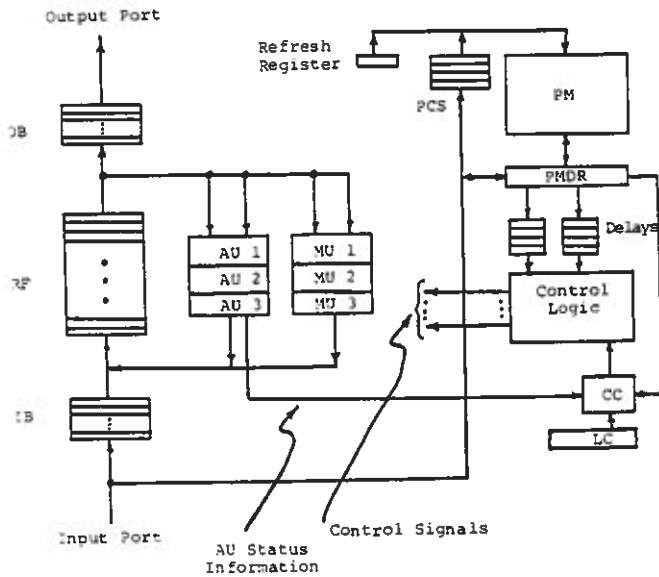 Output Port
Refresh
Register
PM
PCS
PMDR
Delays
AU 1
AU 2
AU 3
MU 1
MU 2
MU 3
RF
Control
Logic
CC
LC
Input Port
AU Status
Information
Control Signals